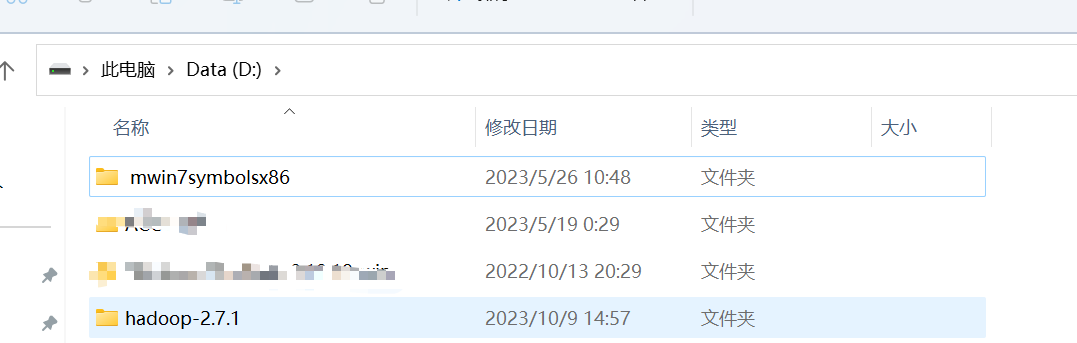 此电脑 > Data (D:) >
名称 修改日期 类型 大小
mwin7symbolsx86 2023/5/26 10:48 文件夹
2023/5/19 0:29 文件夹
2022/10/13 20:29 文件夹
hadoop-2.7.1 2023/10/9 14:57 文件夹